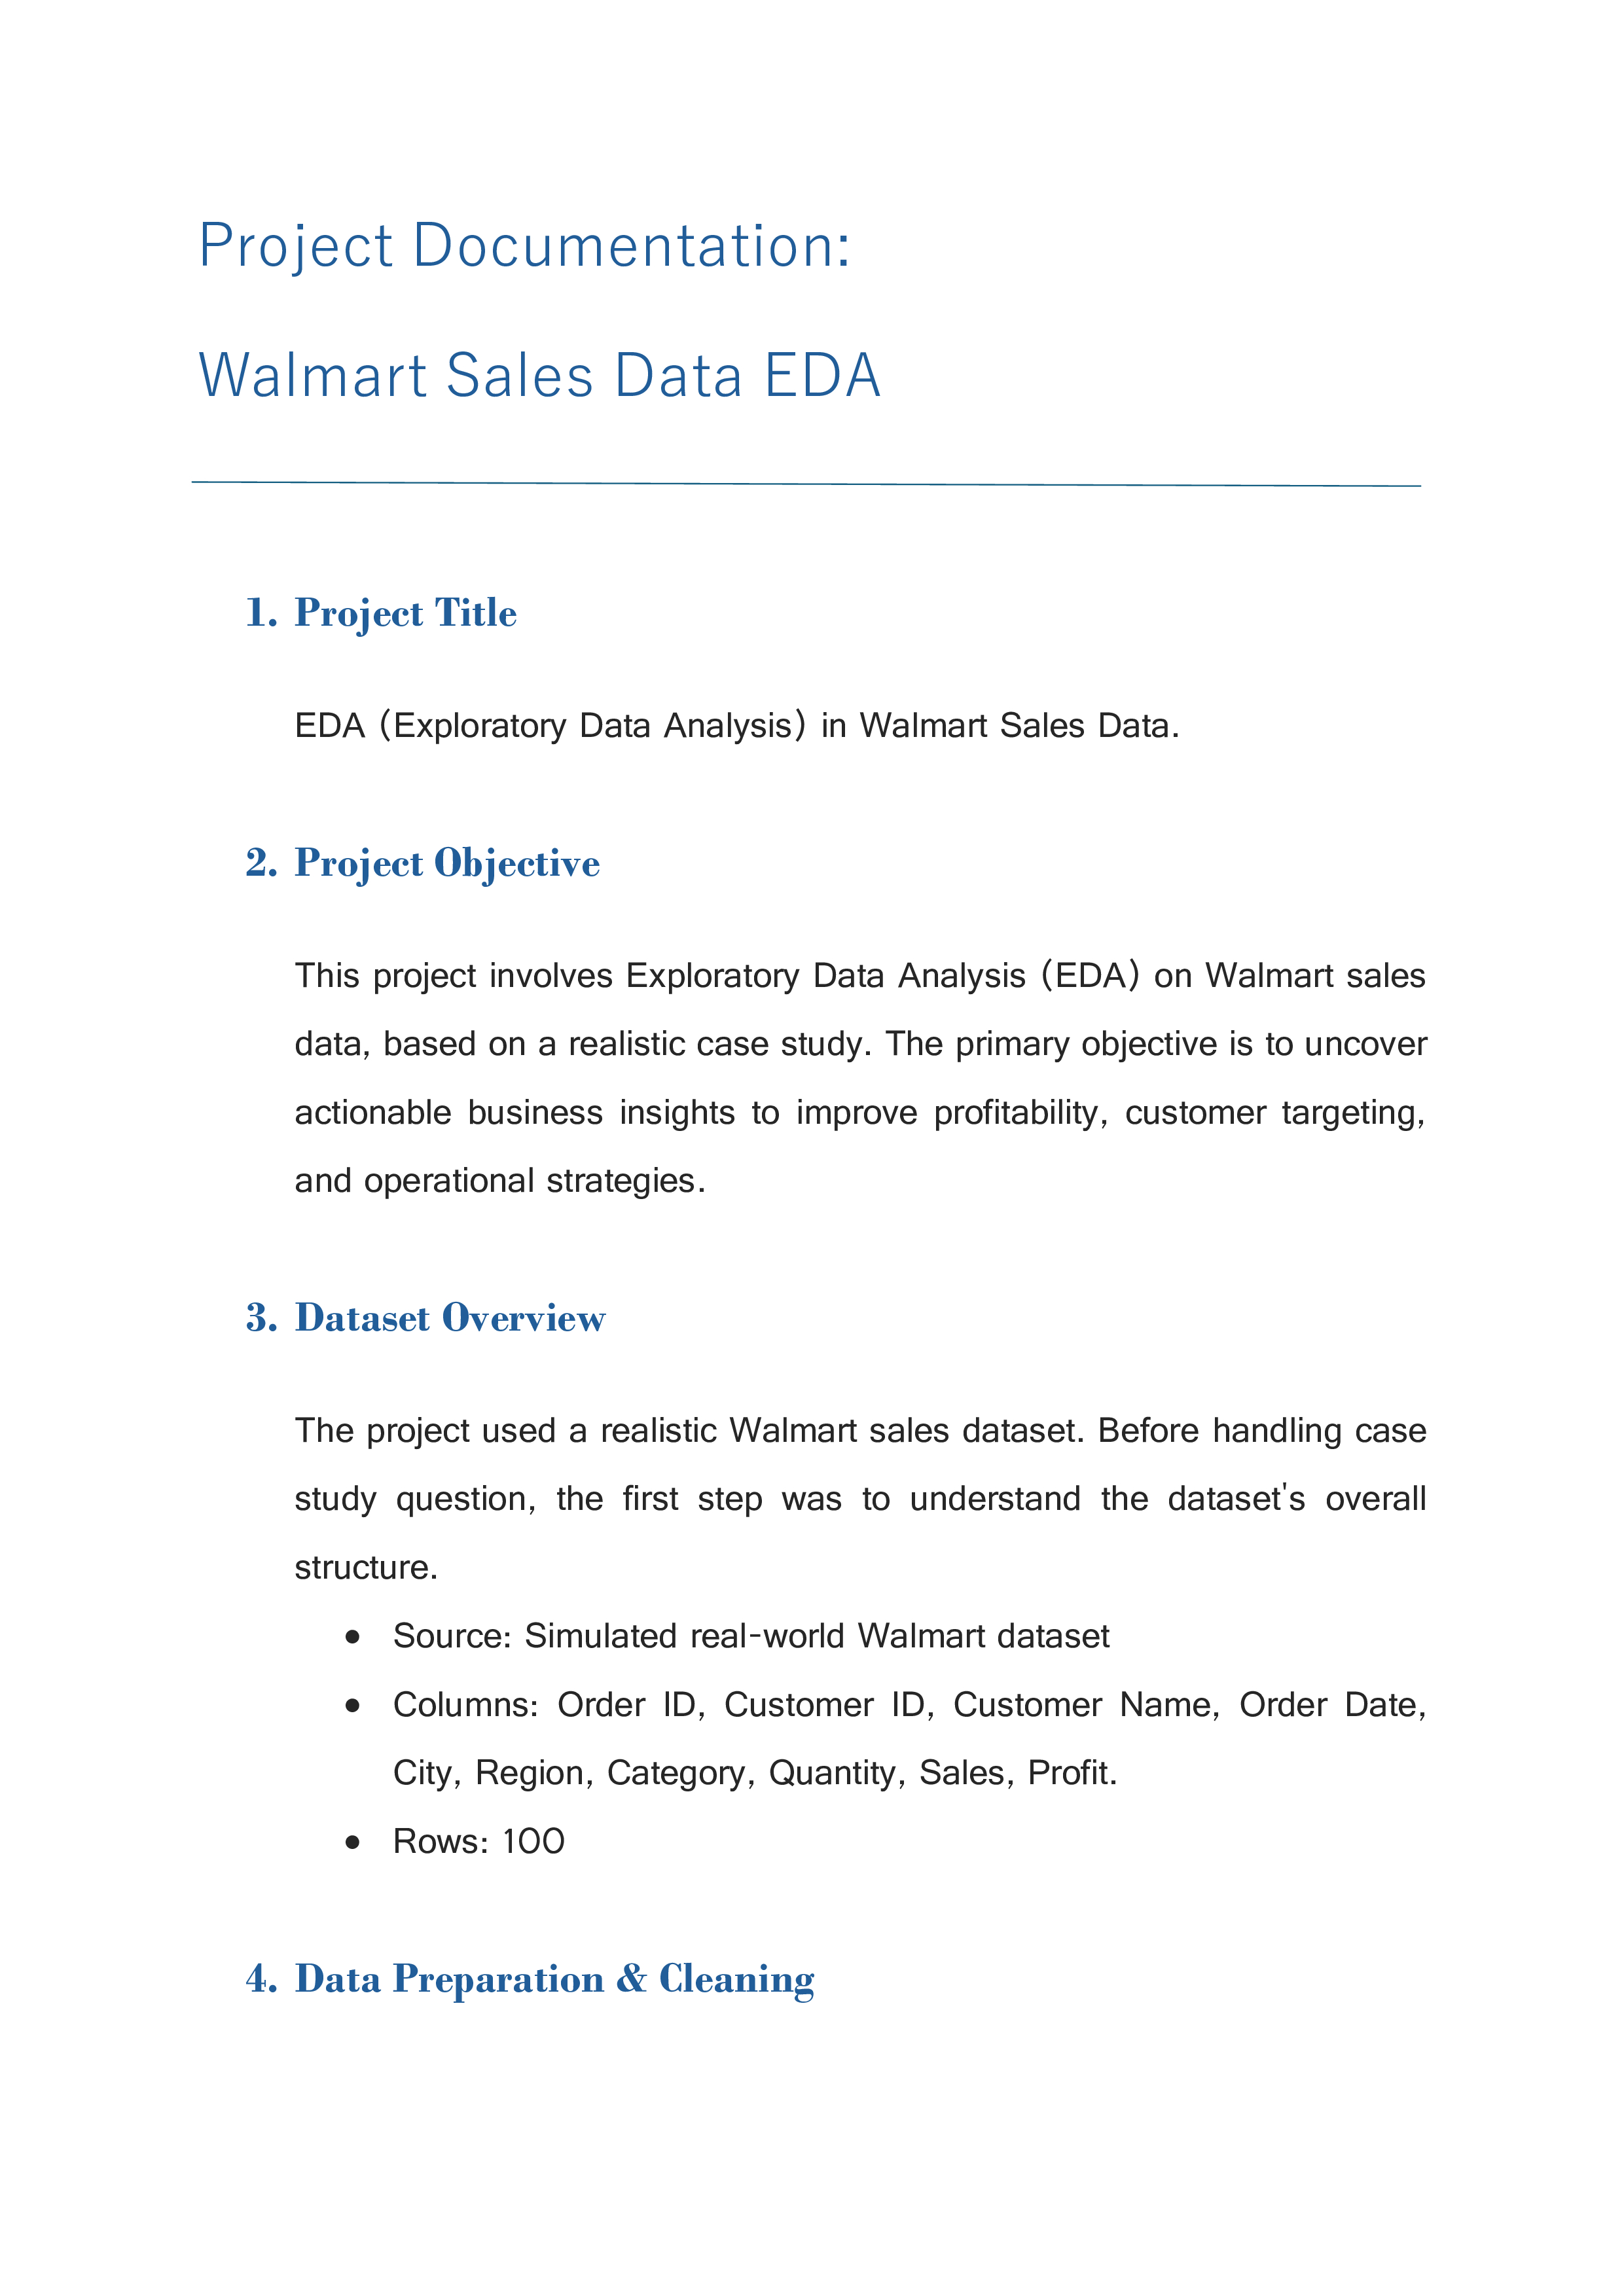 Project Documentation:
Walmart Sales Data EDA
1. Project Title
EDA (Exploratory Data Analysis) in Walmart Sales Data.
2. Project Objective
This project involves Exploratory Data Analysis (EDA) on Walmart sales
data, based on a realistic case study. The primary objective is to uncover
actionable business insights to improve profitability, customer targeting,
and operational strategies.
3. Dataset Overview
The project used a realistic Walmart sales dataset. Before handling case
study question, the first step was to understand the dataset's overall
structure.
● Source: Simulated real-world Walmart dataset
● Columns: Order ID, Customer ID, Customer Name, Order Date,
City, Region, Category, Quantity, Sales, Profit.
● Rows: 100
4. Data Preparation & Cleaning